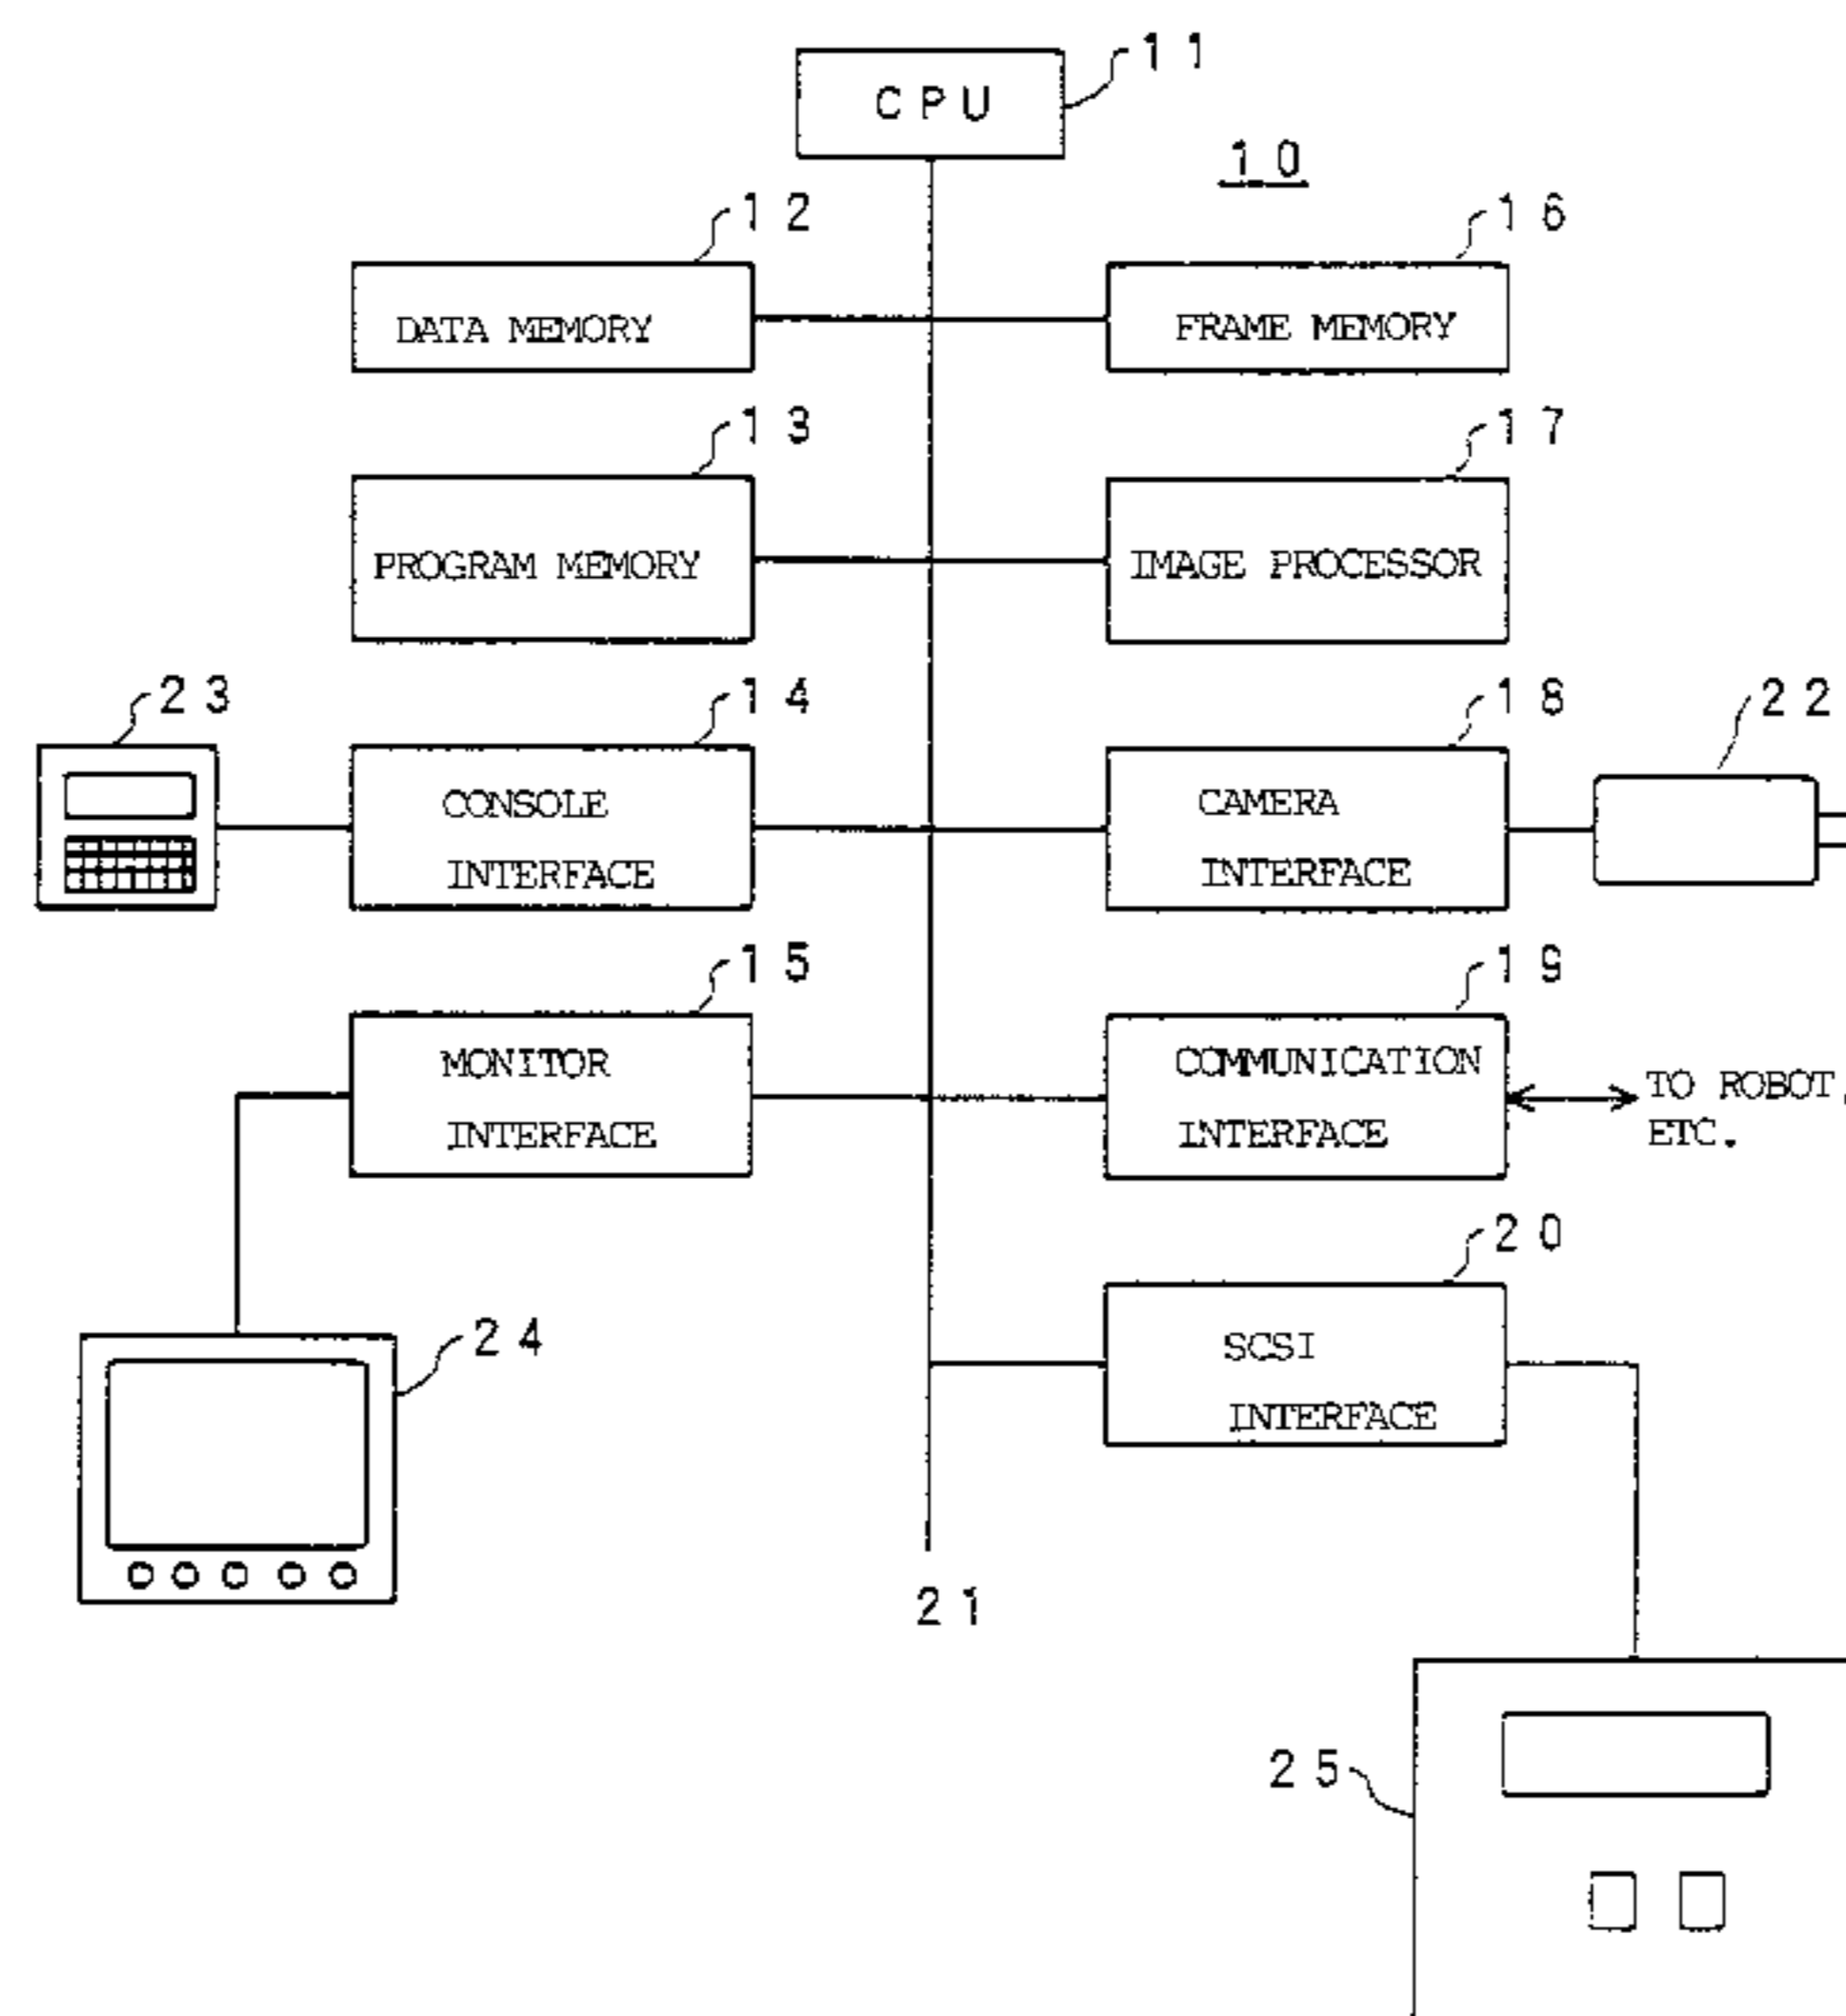 11
CPU
10
12
16
DATA MEMORY
FRAME MEMORY
13
17
PROGRAM MEMORY
IMAGE PROCESSOR
23
14
18
22
CONSOLE
INTERFACE
CAMERA
INTERFACE
15
19
MONITOR
INTERFACE
COMMUNICATION
INTERFACE
TO ROBOT,
ETC.
20
SCSI
INTERFACE
24
21
25